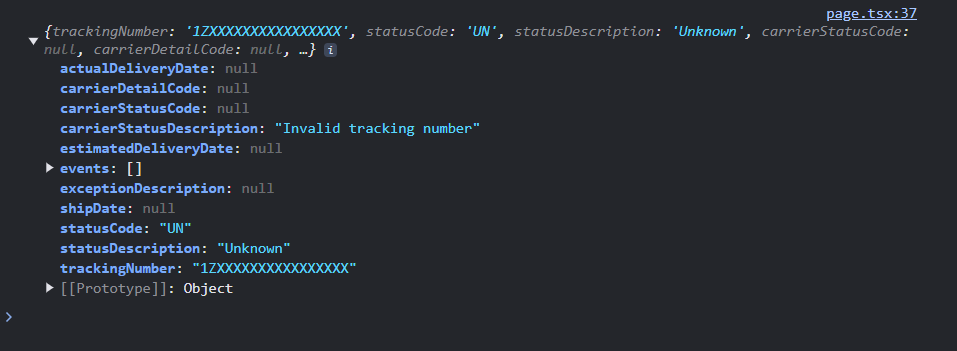 page.tsx:37
{trackingNumber: '1ZXXXXXXXXXXXXXXXX', statusCode: 'UN', statusDescription: 'Unknown', carrierStatusCode:
null, carrierDetailCode: null, …} i
actualDeliveryDate: null
carrierDetailCode: null
carrierStatusCode: null
carrierStatusDescription: "Invalid tracking number"
estimatedDeliveryDate: null
events: []
exceptionDescription: null
shipDate: null
statusCode: "UN"
statusDescription: "Unknown"
trackingNumber: "1ZXXXXXXXXXXXXXXXX"
[[Prototype]]: Object